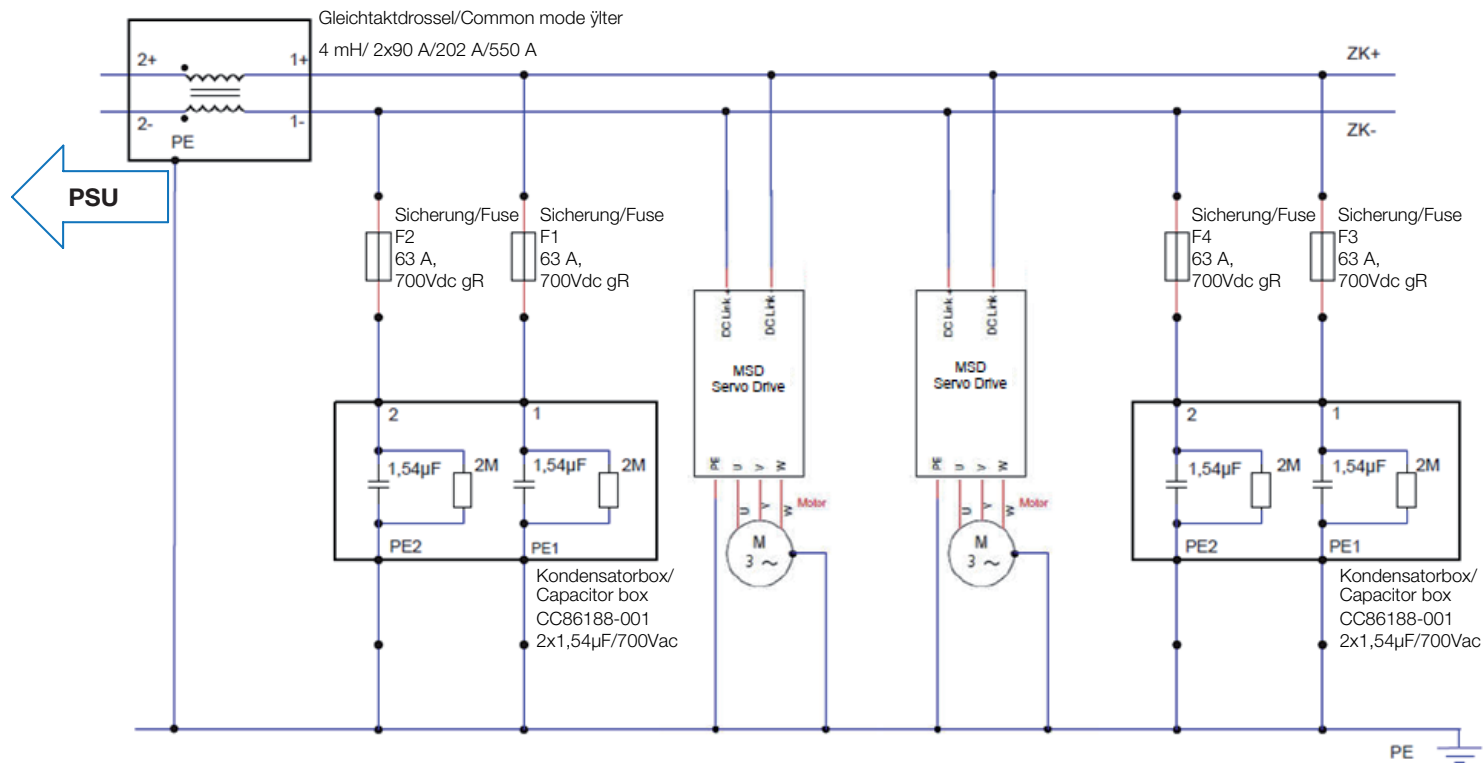 Gleichtaktdrossel/Common mode ÿlter
4 mH/ 2x90 A/202 A/550 A
2+
1+
2-
1-
PE
ZK+
ZK-
PSU
Sicherung/Fuse
F2
63 A,
700Vdc gR
Sicherung/Fuse
F1
63 A,
700Vdc gR
DC Link +
DC Link -
MSD
Servo Drive
PE
U
V
W
U
V
W
Motor
M
3 ~
DC Link +
DC Link -
MSD
Servo Drive
PE
U
V
W
U
V
W
Motor
M
3 ~
Sicherung/Fuse
F4
63 A,
700Vdc gR
Sicherung/Fuse
F3
63 A,
700Vdc gR
2
1
1,54µF
2M
1,54µF
2M
PE2
PE1
Kondensatorbox/
Capacitor box
CC86188-001
2x1,54µF/700Vac
2
1
1,54µF
2M
1,54µF
2M
PE2
PE1
Kondensatorbox/
Capacitor box
CC86188-001
2x1,54µF/700Vac
PE